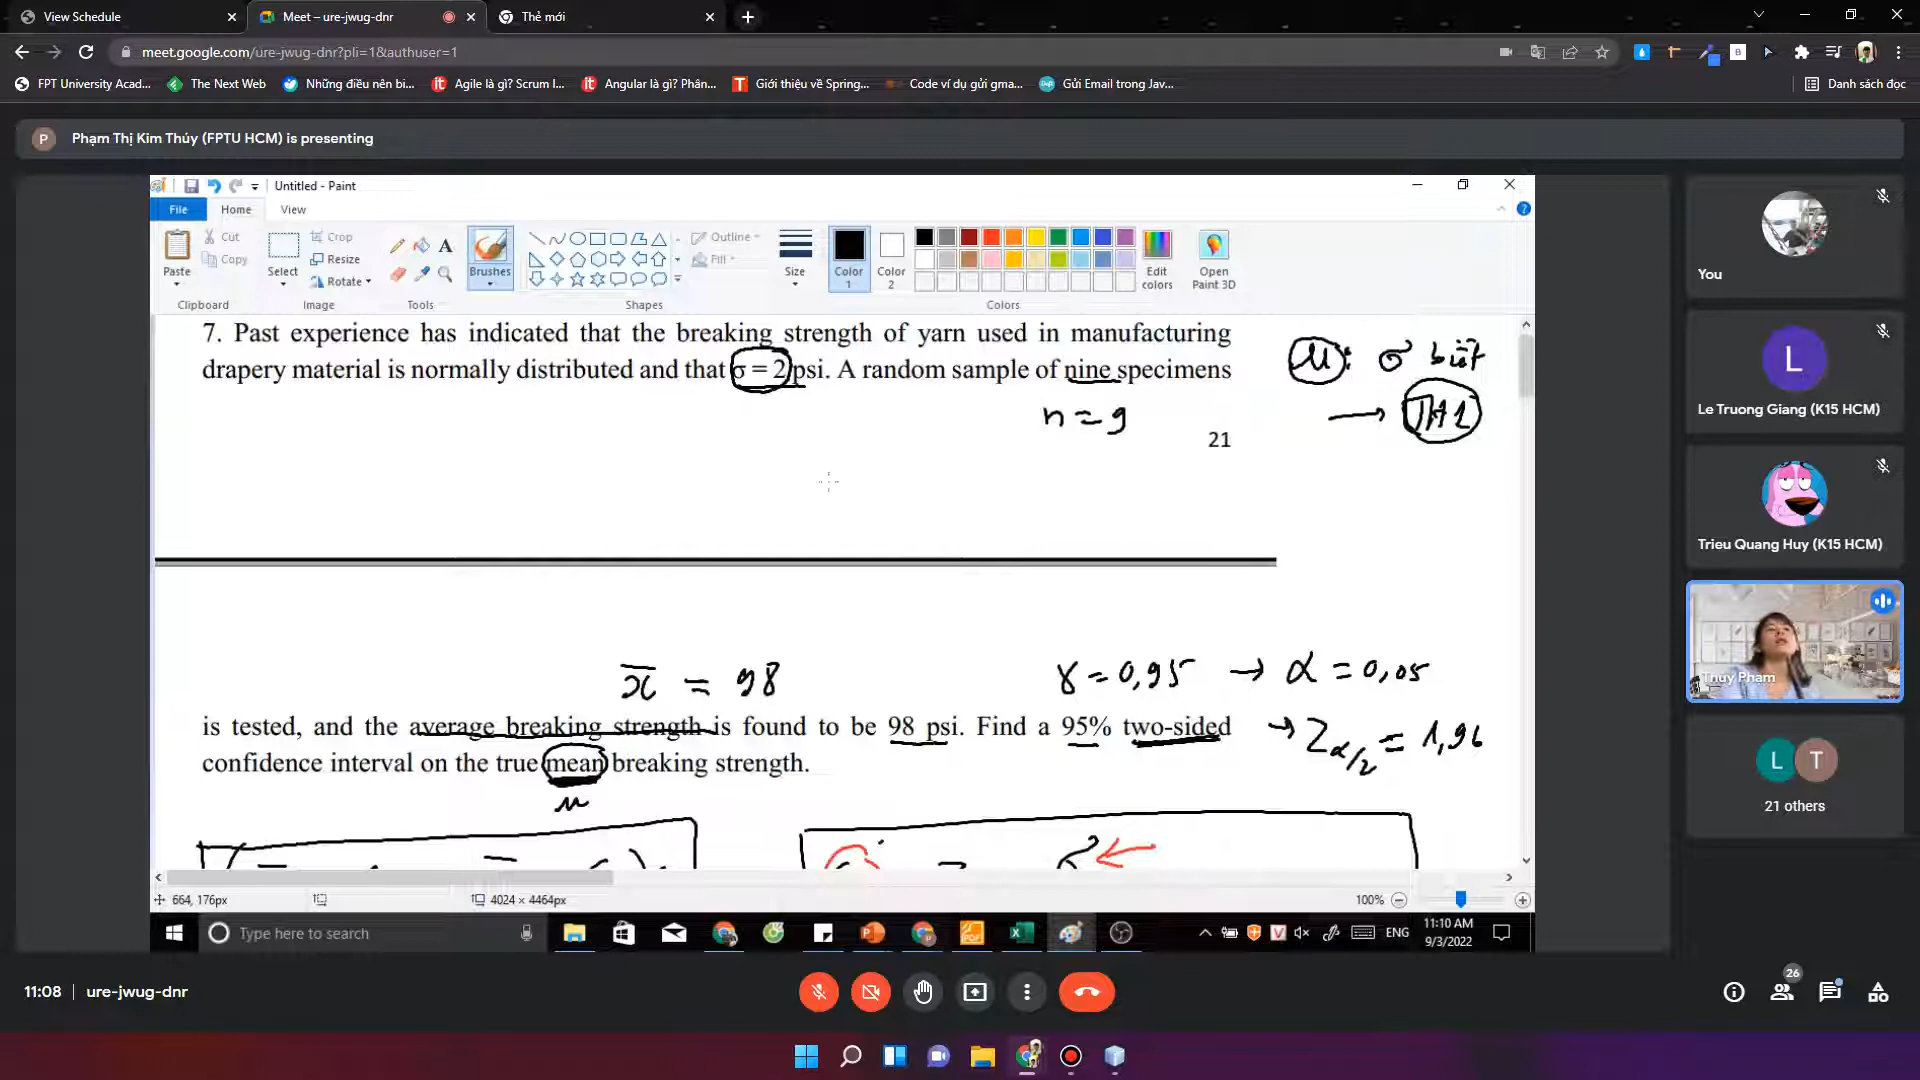 View Schedule
Meet – ure-jwug-dnr
Thẻ mới
meet.google.com/ure-jwug-dnr?pli=1&authuser=1
FPT University Acad...
The Next Web
Những điều nên bi...
Agile là gì? Scrum l...
Angular là gì? Phân...
Giới thiệu về Spring...
Code ví dụ gửi gma...
Gửi Email trong Jav...
Danh sách đọc
P
Phạm Thị Kim Thúy (FPTU HCM) is presenting
Untitled - Paint
File
Home
View
Paste
Cut
Copy
Clipboard
Select
Crop
Resize
Rotate
Image
A
Tools
Brushes
Outline
Fill
Shapes
Size
Color 1
Color 2
Edit colors
Open Paint 3D
Colors
7. Past experience has indicated that the breaking strength of yarn used in manufacturing
drapery material is normally distributed and that σ = 2 psi. A random sample of nine specimens
μ: σ biết
→ TH1
n = 9
21
x̄ = 98
γ = 0,95 → α = 0,05
is tested, and the average breaking strength is found to be 98 psi. Find a 95% two-sided
→ Zα/2 = 1,96
confidence interval on the true mean breaking strength.
μ
664, 176px
4024 × 4464px
100%
Type here to search
ENG
11:10 AM
9/3/2022
You
L
Le Truong Giang (K15 HCM)
Trieu Quang Huy (K15 HCM)
Thuy Pham
L
T
21 others
11:08
ure-jwug-dnr
26